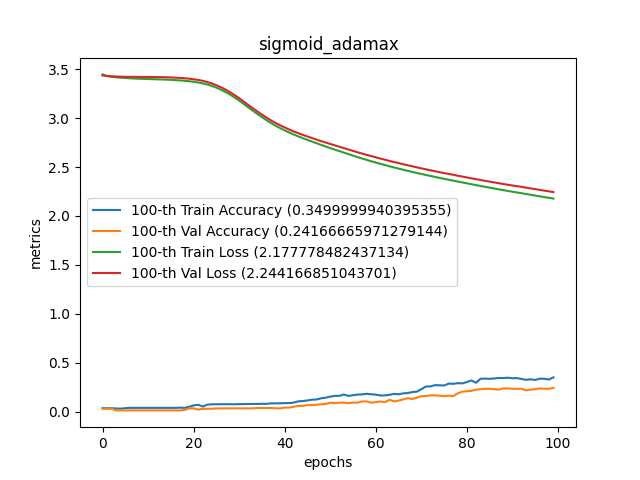 sigmoid_adamax
3.5
3.0
2.5
2.0
1.5
1.0
0.5
0.0
metrics
100-th Train Accuracy (0.3499999940395355)
100-th Val Accuracy (0.24166665971279144)
100-th Train Loss (2.177778482437134)
100-th Val Loss (2.244166851043701)
0 20 40 60 80 100
epochs